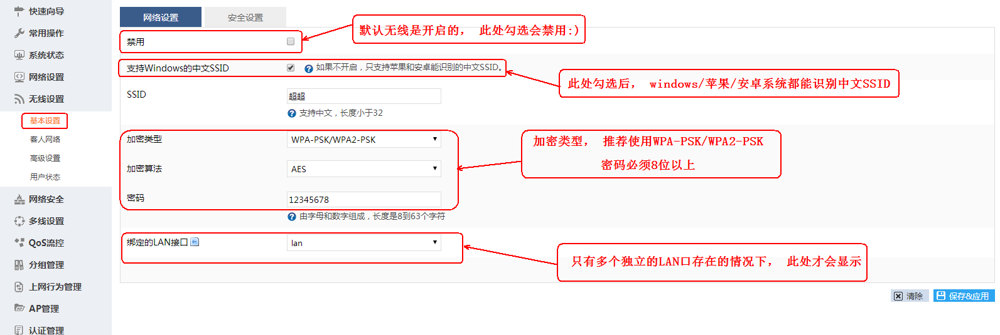 快速向导
常用操作
系统状态
网络设置
无线设置
基本设置
客人网络
高级设置
用户状态
网络安全
多线设置
QoS流控
分组管理
上网行为管理
AP管理
认证管理
网络设置
安全设置
禁用
默认无线是开启的， 此处勾选会禁用:)
支持Windows的中文SSID
如果不开启，只支持苹果和安卓能识别的中文SSID。
此处勾选后， windows/苹果/安卓系统都能识别中文SSID
SSID
超超
支持中文，长度小于32
加密类型
WPA-PSK/WPA2-PSK
加密类型， 推荐使用WPA-PSK/WPA2-PSK
密码必须8位以上
加密算法
AES
密码
12345678
由字母和数字组成，长度是8到63个字符
绑定的LAN接口
lan
只有多个独立的LAN口存在的情况下， 此处才会显示
清除
保存&应用